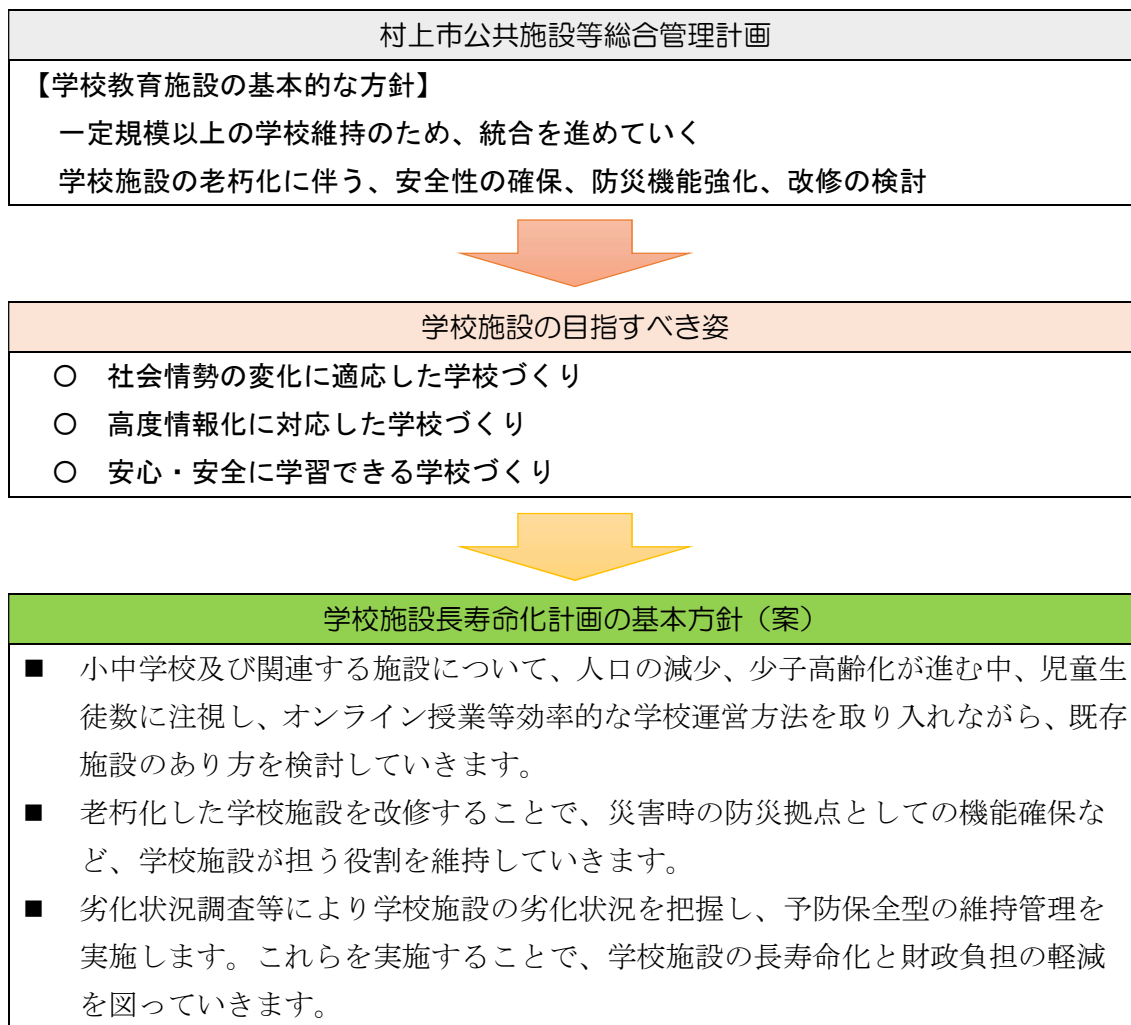 村上市公共施設等総合管理計画
【学校教育施設の基本的な方針】
一定規模以上の学校維持のため、統合を進めていく
学校施設の老朽化に伴う、安全性の確保、防災機能強化、改修の検討
学校施設の目指すべき姿
○ 社会情勢の変化に適応した学校づくり
○ 高度情報化に対応した学校づくり
○ 安心・安全に学習できる学校づくり
学校施設長寿命化計画の基本方針（案）
■ 小中学校及び関連する施設について、人口の減少、少子高齢化が進む中、児童生
徒数に注視し、オンライン授業等効率的な学校運営方法を取り入れながら、既存
施設のあり方を検討していきます。
■ 老朽化した学校施設を改修することで、災害時の防災拠点としての機能確保な
ど、学校施設が担う役割を維持していきます。
■ 劣化状況調査等により学校施設の劣化状況を把握し、予防保全型の維持管理を
実施します。これらを実施することで、学校施設の長寿命化と財政負担の軽減
を図っていきます。